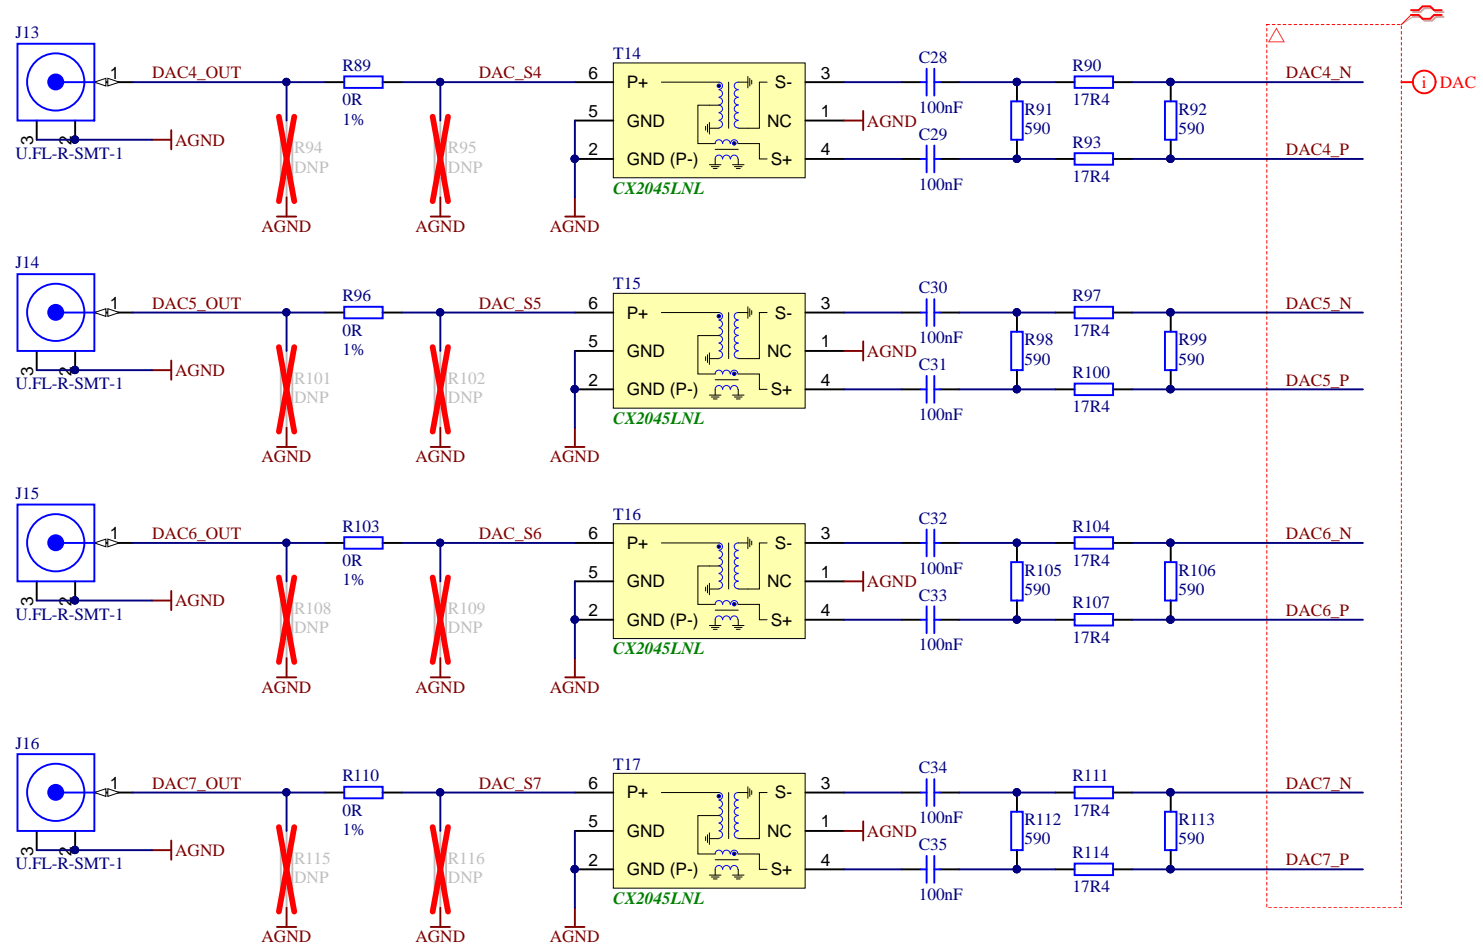 J13
1
3
2
U.FL-R-SMT-1
AGND
DAC4_OUT
R89
0R
1%
R94
DNP
AGND
DAC_S4
R95
DNP
AGND
T14
6 P+ S- 3
5 GND NC 1
2 GND (P-) S+ 4
CX2045LNL
AGND
AGND
C28
100nF
C29
100nF
R90
17R4
R91
590
R92
590
R93
17R4
DAC4_N
DAC4_P
i DAC
J14
1
3
2
U.FL-R-SMT-1
AGND
DAC5_OUT
R96
0R
1%
R101
DNP
AGND
DAC_S5
R102
DNP
AGND
T15
6 P+ S- 3
5 GND NC 1
2 GND (P-) S+ 4
CX2045LNL
AGND
AGND
C30
100nF
C31
100nF
R97
17R4
R98
590
R99
590
R100
17R4
DAC5_N
DAC5_P
J15
1
3
2
U.FL-R-SMT-1
AGND
DAC6_OUT
R103
0R
1%
R108
DNP
AGND
DAC_S6
R109
DNP
AGND
T16
6 P+ S- 3
5 GND NC 1
2 GND (P-) S+ 4
CX2045LNL
AGND
AGND
C32
100nF
C33
100nF
R104
17R4
R105
590
R106
590
R107
17R4
DAC6_N
DAC6_P
J16
1
3
2
U.FL-R-SMT-1
AGND
DAC7_OUT
R110
0R
1%
R115
DNP
AGND
DAC_S7
R116
DNP
AGND
T17
6 P+ S- 3
5 GND NC 1
2 GND (P-) S+ 4
CX2045LNL
AGND
AGND
C34
100nF
C35
100nF
R111
17R4
R112
590
R113
590
R114
17R4
DAC7_N
DAC7_P